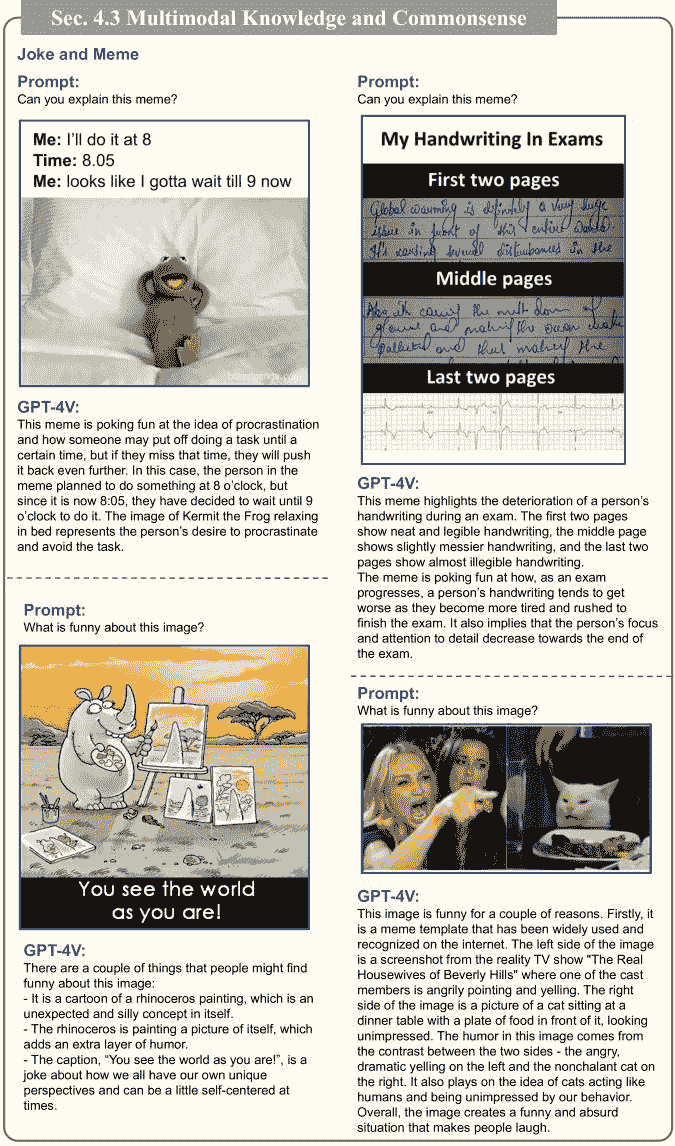 Sec. 4.3 Multimodal Knowledge and Commonsense
Joke and Meme
Prompt:
Can you explain this meme?
Me: I'll do it at 8
Time: 8.05
Me: looks like I gotta wait till 9 now
GPT-4V:
This meme is poking fun at the idea of procrastination
and how someone may put off doing a task until a
certain time, but if they miss that time, they will push
it back even further. In this case, the person in the
meme planned to do something at 8 o'clock, but
since it is now 8:05, they have decided to wait until 9
o'clock to do it. The image of Kermit the Frog relaxing
in bed represents the person's desire to procrastinate
and avoid the task.
Prompt:
What is funny about this image?
You see the world
as you are!
GPT-4V:
There are a couple of things that people might find
funny about this image:
- It is a cartoon of a rhinoceros painting, which is an
unexpected and silly concept in itself.
- The rhinoceros is painting a picture of itself, which
adds an extra layer of humor.
- The caption, “You see the world as you are!”, is a
joke about how we all have our own unique
perspectives and can be a little self-centered at
times.
Prompt:
Can you explain this meme?
My Handwriting In Exams
First two pages
Global warming is definitely a very huge
issue in front of this entire world.
It's causing several disturbances in the
Middle pages
Along with causing the melt down of
glaciers and making the ocean water
polluted and thus making the
Last two pages
GPT-4V:
This meme highlights the deterioration of a person's
handwriting during an exam. The first two pages
show neat and legible handwriting, the middle page
shows slightly messier handwriting, and the last two
pages show almost illegible handwriting.
The meme is poking fun at how, as an exam
progresses, a person's handwriting tends to get
worse as they become more tired and rushed to
finish the exam. It also implies that the person's focus
and attention to detail decrease towards the end of
the exam.
Prompt:
What is funny about this image?
GPT-4V:
This image is funny for a couple of reasons. Firstly, it
is a meme template that has been widely used and
recognized on the internet. The left side of the image
is a screenshot from the reality TV show "The Real
Housewives of Beverly Hills" where one of the cast
members is angrily pointing and yelling. The right
side of the image is a picture of a cat sitting at a
dinner table with a plate of food in front of it, looking
unimpressed. The humor in this image comes from
the contrast between the two sides - the angry,
dramatic yelling on the left and the nonchalant cat on
the right. It also plays on the idea of cats acting like
humans and being unimpressed by our behavior.
Overall, the image creates a funny and absurd
situation that makes people laugh.